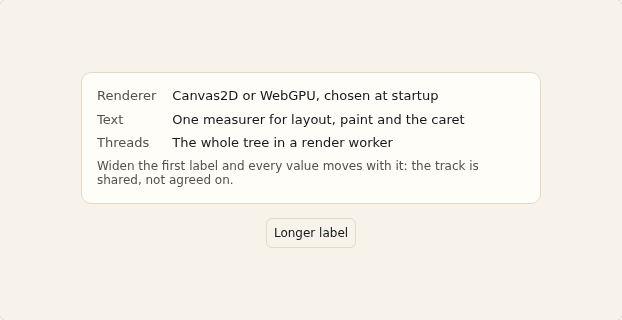 Renderer Canvas2D or WebGPU, chosen at startup
Text One measurer for layout, paint and the caret
Threads The whole tree in a render worker
Widen the first label and every value moves with it: the track is
shared, not agreed on.
Longer label